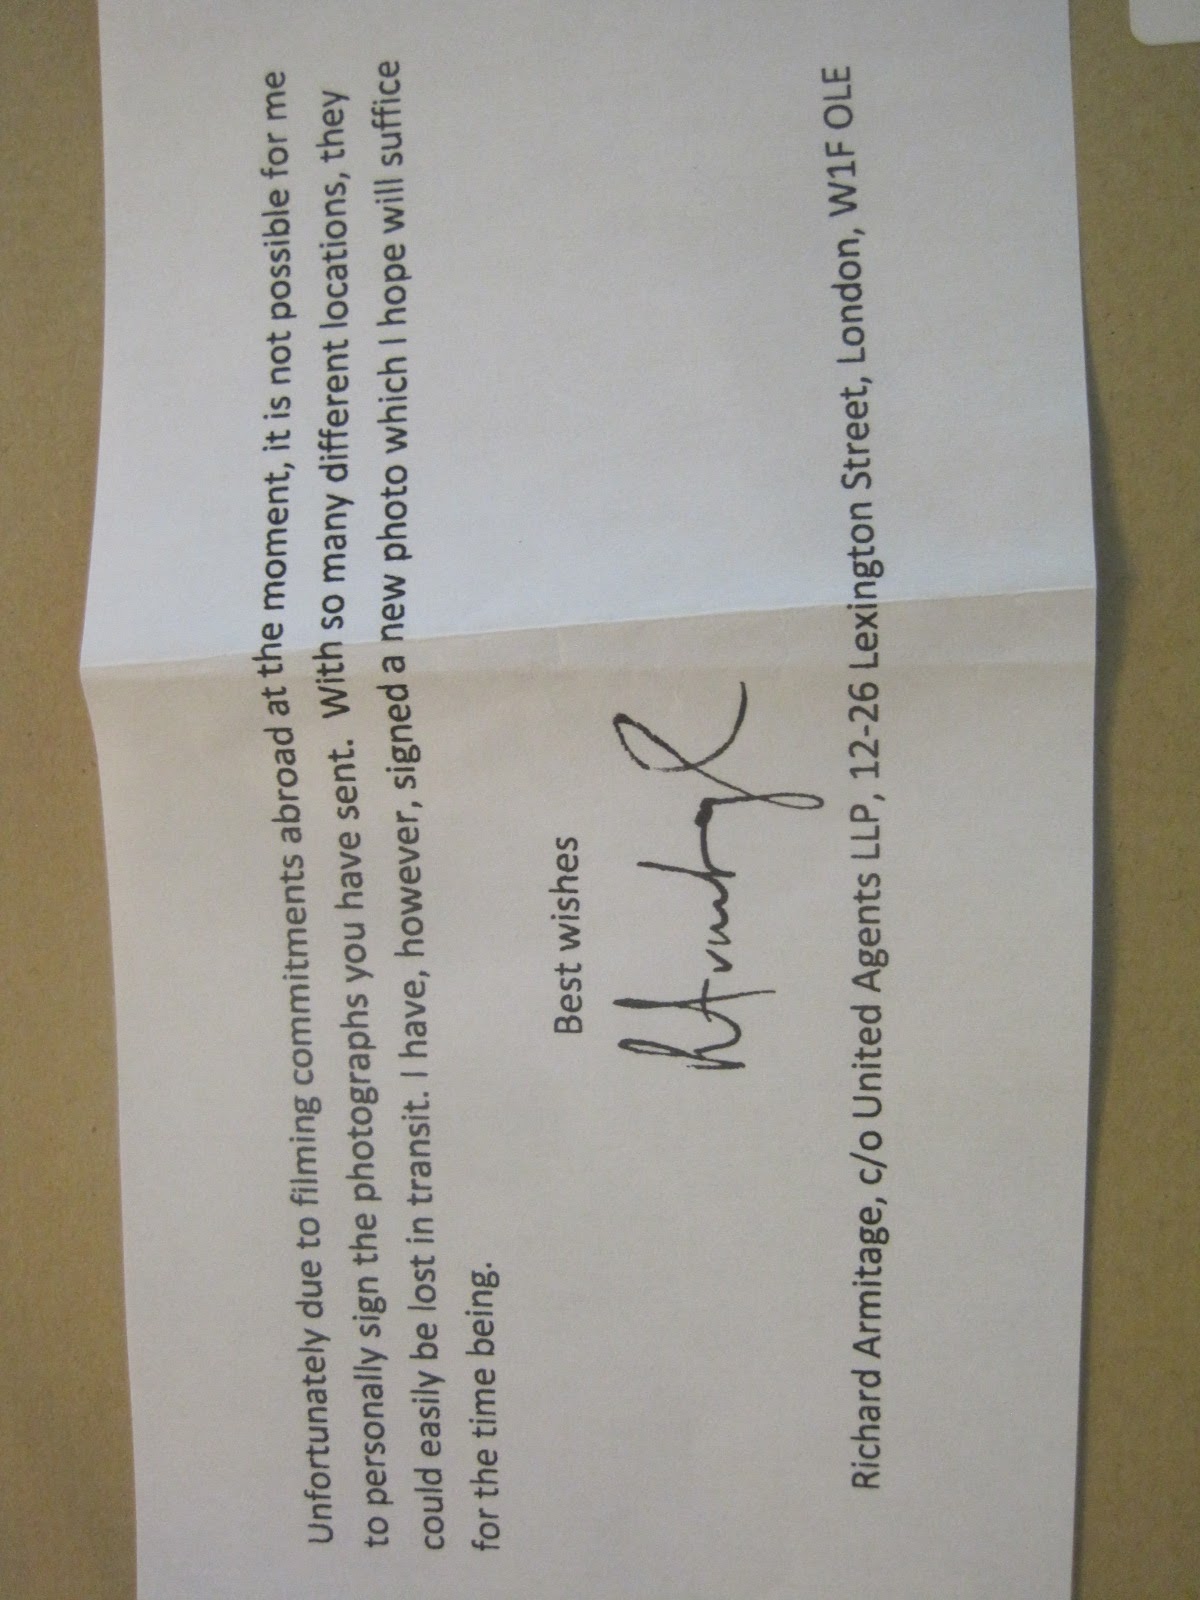 Unfortunately due to filming commitments abroad at the moment, it is not possible for me
to personally sign the photographs you have sent.  With so many different locations, they
could easily be lost in transit. I have, however, signed a new photo which I hope will suffice
for the time being.
Best wishes
R Armitage
Richard Armitage, c/o United Agents LLP, 12-26 Lexington Street, London, W1F OLE